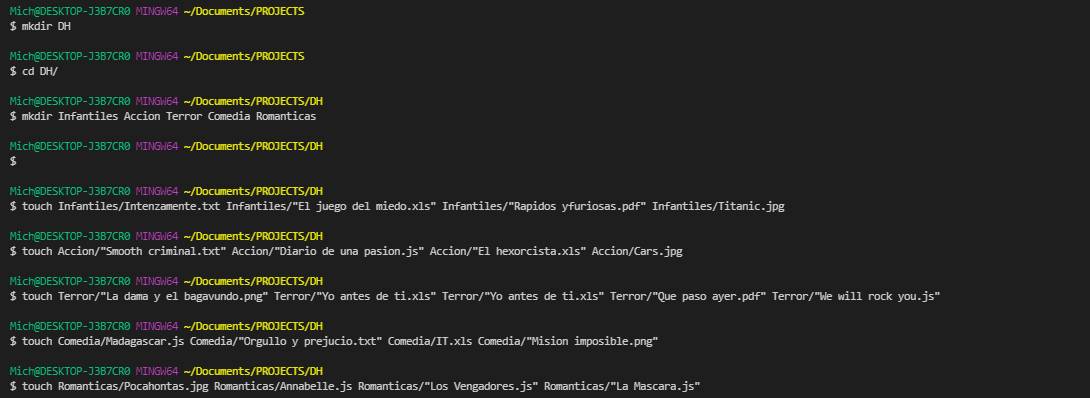 Mich@DESKTOP-J3B7CR0 MINGW64 ~/Documents/PROJECTS
$ mkdir DH
Mich@DESKTOP-J3B7CR0 MINGW64 ~/Documents/PROJECTS
$ cd DH/
Mich@DESKTOP-J3B7CR0 MINGW64 ~/Documents/PROJECTS/DH
$ mkdir Infantiles Accion Terror Comedia Romanticas
Mich@DESKTOP-J3B7CR0 MINGW64 ~/Documents/PROJECTS/DH
$
Mich@DESKTOP-J3B7CR0 MINGW64 ~/Documents/PROJECTS/DH
$ touch Infantiles/Intenzamente.txt Infantiles/"El juego del miedo.xls" Infantiles/"Rapidos yfuriosas.pdf" Infantiles/Titanic.jpg
Mich@DESKTOP-J3B7CR0 MINGW64 ~/Documents/PROJECTS/DH
$ touch Accion/"Smooth criminal.txt" Accion/"Diario de una pasion.js" Accion/"El hexorcista.xls" Accion/Cars.jpg
Mich@DESKTOP-J3B7CR0 MINGW64 ~/Documents/PROJECTS/DH
$ touch Terror/"La dama y el bagavundo.png" Terror/"Yo antes de ti.xls" Terror/"Yo antes de ti.xls" Terror/"Que paso ayer.pdf" Terror/"We will rock you.js"
Mich@DESKTOP-J3B7CR0 MINGW64 ~/Documents/PROJECTS/DH
$ touch Comedia/Madagascar.js Comedia/"Orgullo y prejucio.txt" Comedia/IT.xls Comedia/"Mision imposible.png"
Mich@DESKTOP-J3B7CR0 MINGW64 ~/Documents/PROJECTS/DH
$ touch Romanticas/Pocahontas.jpg Romanticas/Annabelle.js Romanticas/"Los Vengadores.js" Romanticas/"La Mascara.js"